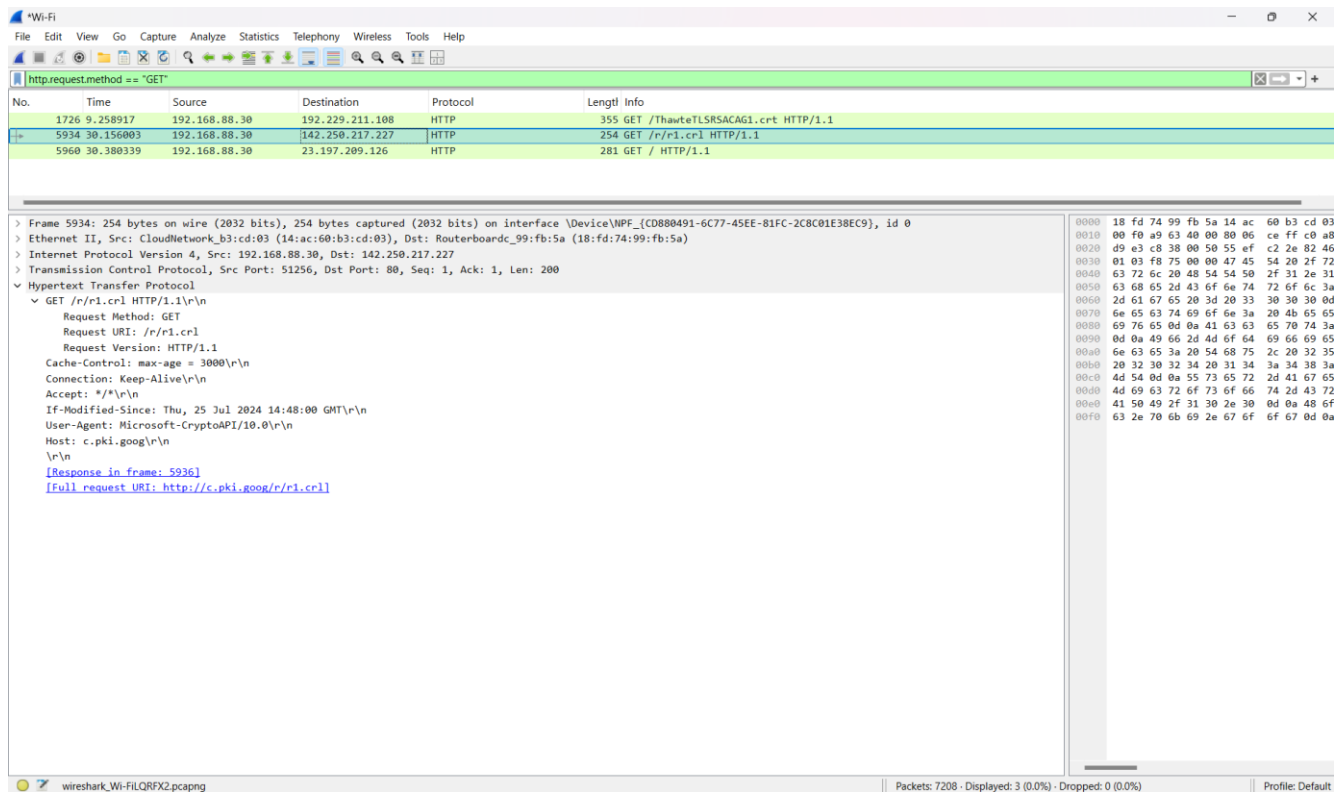 *Wi-Fi
File Edit View Go Capture Analyze Statistics Telephony Wireless Tools Help
http.request.method == "GET"
No. Time Source Destination Protocol Length Info
1726 9.258917 192.168.88.30 192.229.211.108 HTTP 355 GET /ThawteTLSRSACAG1.crt HTTP/1.1
5934 30.156003 192.168.88.30 142.250.217.227 HTTP 254 GET /r/r1.crl HTTP/1.1
5960 30.380339 192.168.88.30 23.197.209.126 HTTP 281 GET / HTTP/1.1
> Frame 5934: 254 bytes on wire (2032 bits), 254 bytes captured (2032 bits) on interface \Device\NPF_{CD880491-6C77-45EE-81FC-2C8C01E38EC9}, id 0
> Ethernet II, Src: CloudNetwork_b3:cd:03 (14:ac:60:b3:cd:03), Dst: Routerboardc_99:fb:5a (18:fd:74:99:fb:5a)
> Internet Protocol Version 4, Src: 192.168.88.30, Dst: 142.250.217.227
> Transmission Control Protocol, Src Port: 51256, Dst Port: 80, Seq: 1, Ack: 1, Len: 200
Hypertext Transfer Protocol
GET /r/r1.crl HTTP/1.1\r\n
Request Method: GET
Request URI: /r/r1.crl
Request Version: HTTP/1.1
Cache-Control: max-age = 3000\r\n
Connection: Keep-Alive\r\n
Accept: */*\r\n
If-Modified-Since: Thu, 25 Jul 2024 14:48:00 GMT\r\n
User-Agent: Microsoft-CryptoAPI/10.0\r\n
Host: c.pki.goog\r\n
\r\n
[Response in frame: 5936]
[Full request URI: http://c.pki.goog/r/r1.crl]
0000 18 fd 74 99 fb 5a 14 ac 60 b3 cd 03
0010 00 f0 a9 63 40 00 80 06 ce ff c0 a8
0020 d9 e3 c8 38 00 50 55 ef c2 2e 82 46
0030 01 03 f8 75 00 00 47 45 54 20 2f 72
0040 63 72 6c 20 48 54 54 50 2f 31 2e 31
0050 63 68 65 2d 43 6f 6e 74 72 6f 6c 3a
0060 2d 61 67 65 20 3d 20 33 30 30 30 0d
0070 6e 65 63 74 69 6f 6e 3a 20 4b 65 65
0080 69 76 65 0d 0a 41 63 63 65 70 74 3a
0090 0d 0a 49 66 2d 4d 6f 64 69 66 69 65
00a0 6e 63 65 3a 20 54 68 75 2c 20 32 35
00b0 20 32 30 32 34 20 31 34 3a 34 38 3a
00c0 4d 54 0d 0a 55 73 65 72 2d 41 67 65
00d0 4d 69 63 72 6f 73 6f 66 74 2d 43 72
00e0 41 50 49 2f 31 30 2e 30 0d 0a 48 6f
00f0 63 2e 70 6b 69 2e 67 6f 6f 67 0d 0a
wireshark_Wi-FiLQRFX2.pcapng Packets: 7208 · Displayed: 3 (0.0%) · Dropped: 0 (0.0%) Profile: Default